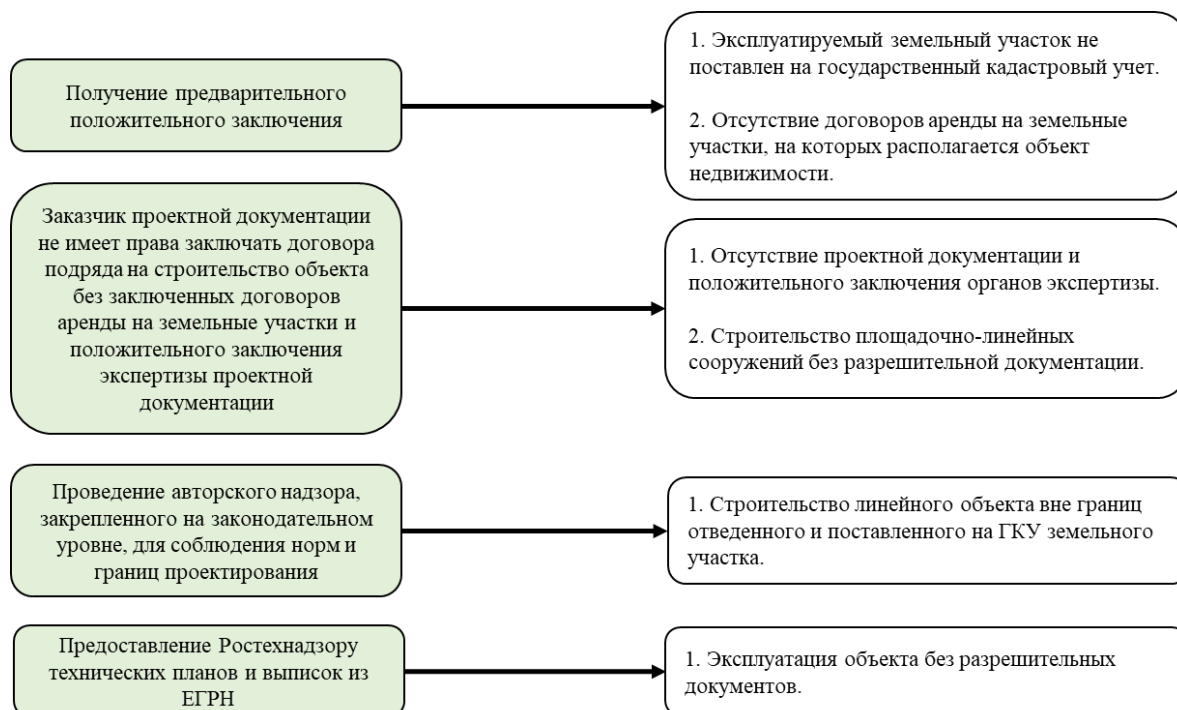 Получение предварительного
положительного заключения
1. Эксплуатируемый земельный участок не
поставлен на государственный кадастровый учет.
2. Отсутствие договоров аренды на земельные
участки, на которых располагается объект
недвижимости.
Заказчик проектной документации
не имеет права заключать договора
подряда на строительство объекта
без заключенных договоров
аренды на земельные участки и
положительного заключения
экспертизы проектной
документации
1. Отсутствие проектной документации и
положительного заключения органов экспертизы.
2. Строительство площадочно-линейных
сооружений без разрешительной документации.
Проведение авторского надзора,
закрепленного на законодательном
уровне, для соблюдения норм и
границ проектирования
1. Строительство линейного объекта вне границ
отведенного и поставленного на ГКУ земельного
участка.
Предоставление Ростехнадзору
технических планов и выписок из
ЕГРН
1. Эксплуатация объекта без разрешительных
документов.